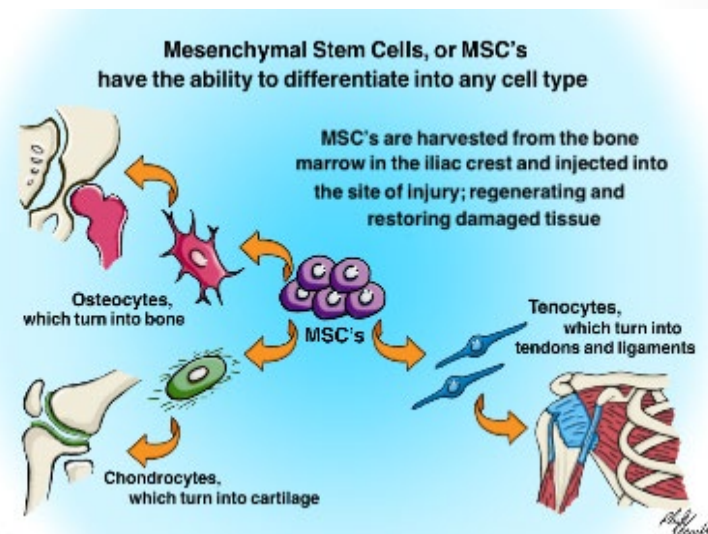 Mesenchymal Stem Cells, or MSC's
have the ability to differentiate into any cell type
MSC's are harvested from the bone
marrow in the iliac crest and injected into
the site of injury; regenerating and
restoring damaged tissue
Osteocytes,
which turn into bone
MSC's
Tenocytes,
which turn into
tendons and ligaments
Chondrocytes,
which turn into cartilage